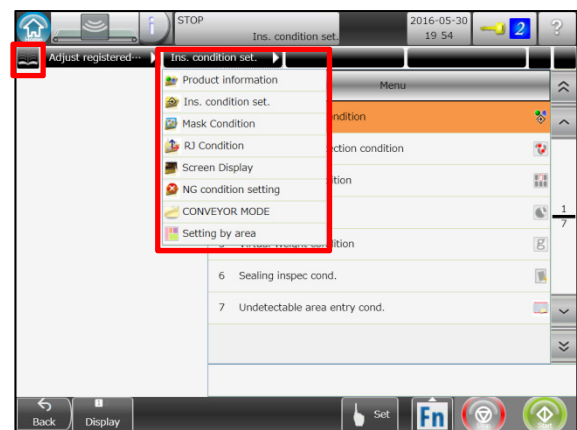 STOP
Ins. condition set.
2016-05-30
19 54
2
?
i
Adjust registered···
Ins. condition set.
Menu
Product information
Ins. condition set.
Mask Condition
RJ Condition
Screen Display
NG condition setting
CONVEYOR MODE
Setting by area
ndition
ection condition
ition
1
7
g
6 Sealing inspec cond.
7 Undetectable area entry cond.
Back
Display
Set
Fn
Start